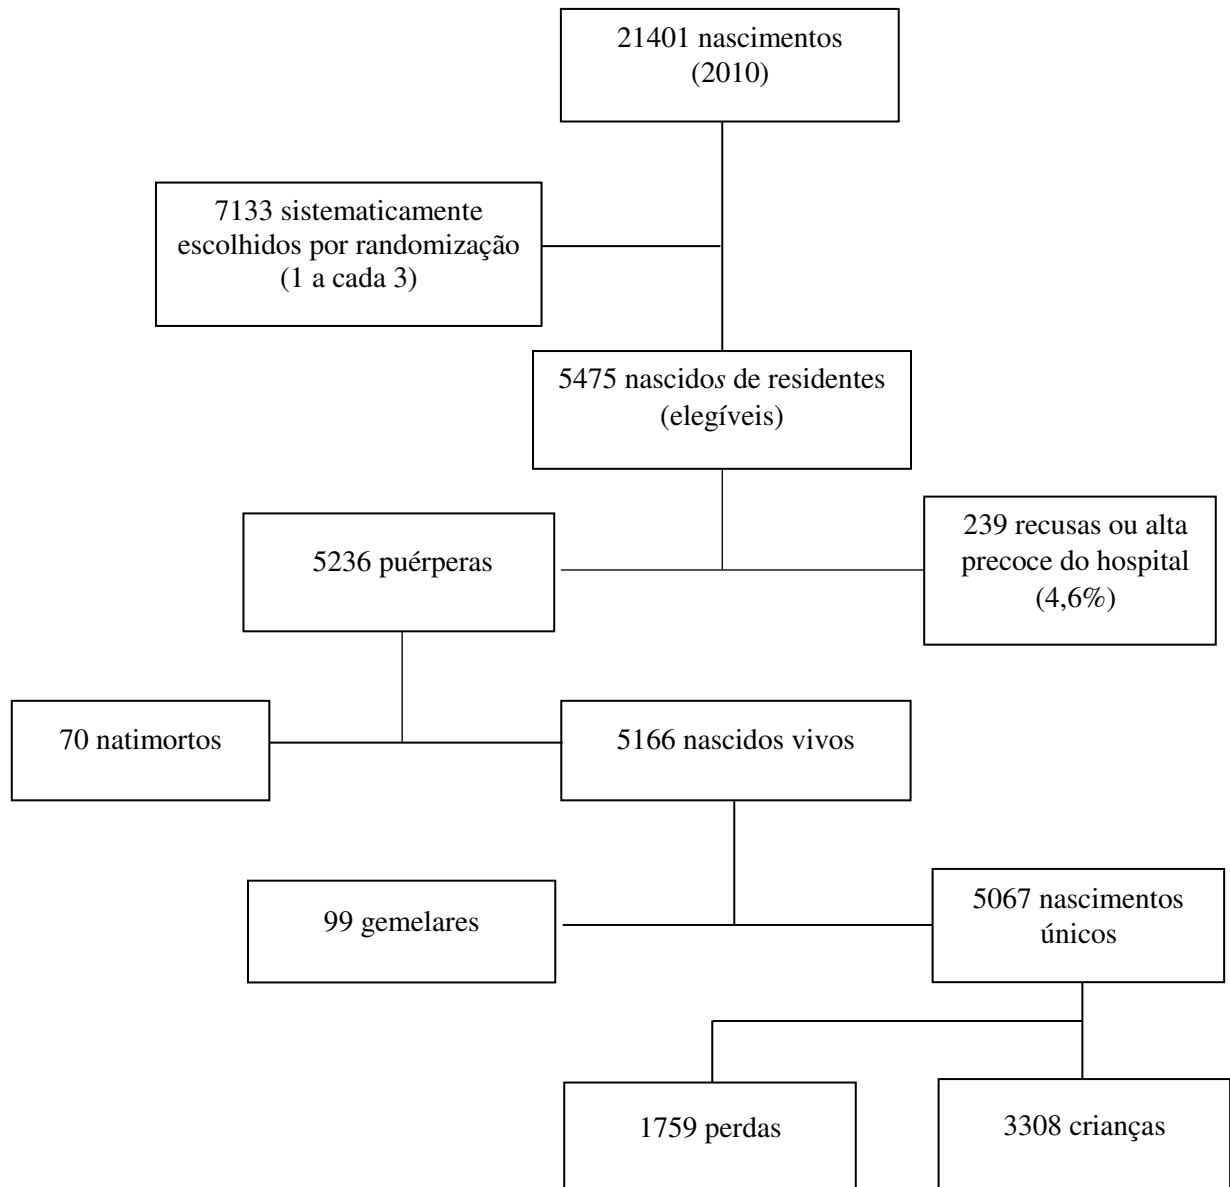 21401 nascimentos
(2010)
7133 sistematicamente
escolhidos por randomização
(1 a cada 3)
5475 nascidos de residentes
(elegíveis)
5236 puérperas
239 recusas ou alta
precoce do hospital
(4,6%)
70 natimortos
5166 nascidos vivos
99 gemelares
5067 nascimentos
únicos
1759 perdas
3308 crianças